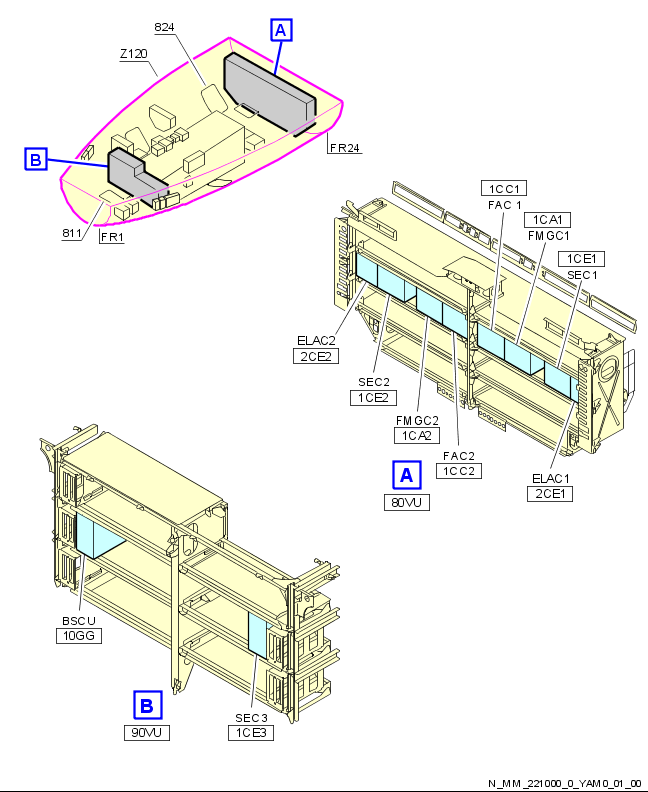 A
824
Z120
B
FR24
811
FR1
1CC1
FAC 1
1CA1
FMGC1
1CE1
SEC1
ELAC2
2CE2
SEC2
1CE2
FMGC2
1CA2
FAC2
1CC2
ELAC1
2CE1
A
80VU
BSCU
10GG
B
90VU
SEC3
1CE3
N_MM_221000_0_YAM0_01_00